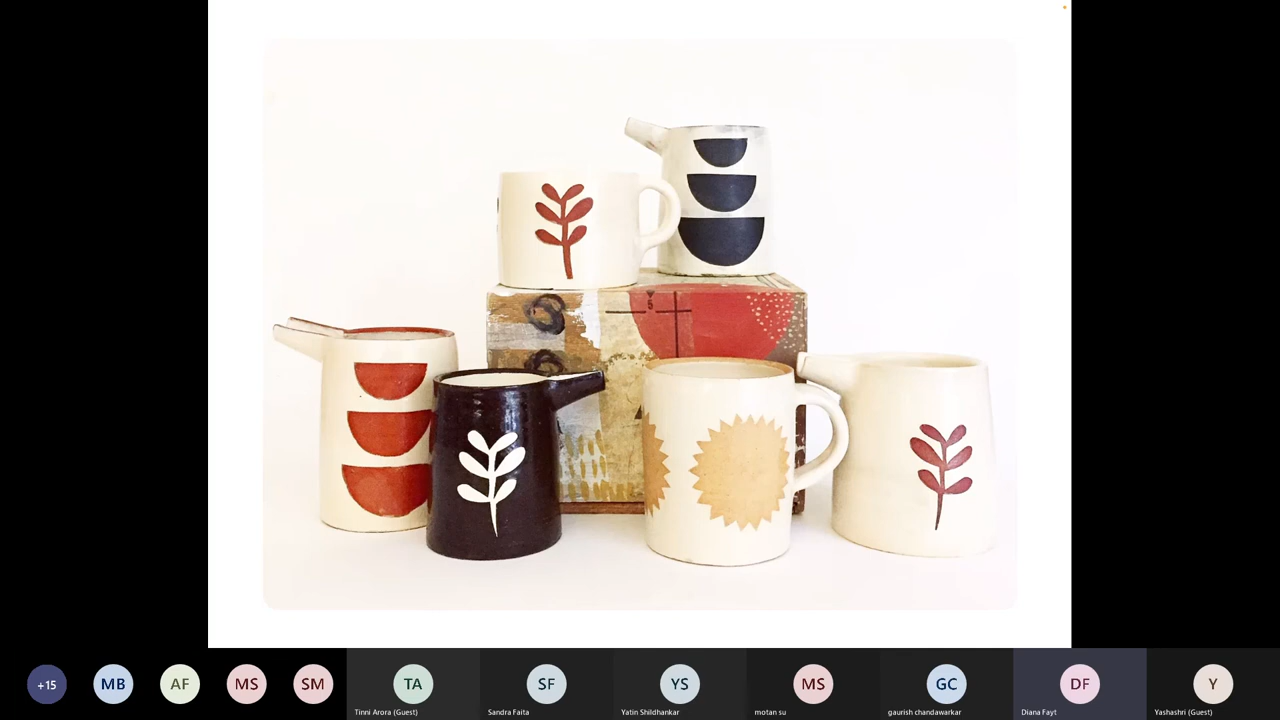 5
+15
MB
AF
MS
SM
TA
Tinni Arora (Guest)
SF
Sandra Faita
YS
Yatin Shildhankar
MS
motan su
GC
gaurish chandawarkar
DF
Diana Fayt
Y
Yashashri (Guest)